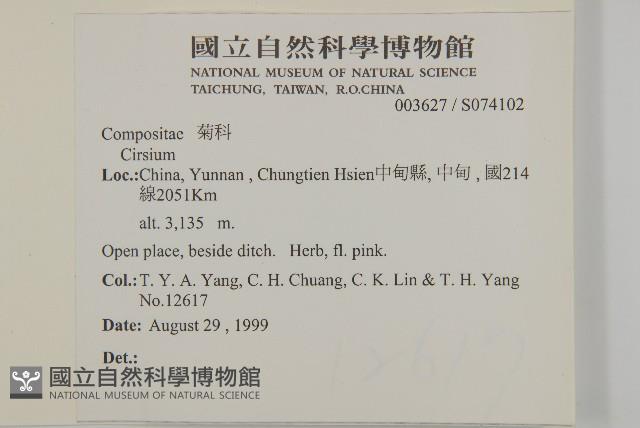 國立自然科學博物館
NATIONAL MUSEUM OF NATURAL SCIENCE
TAICHUNG, TAIWAN, R.O.CHINA
003627 / S074102
Compositae 菊科
Cirsium
Loc.:China, Yunnan , Chungtien Hsien中甸縣, 中甸 , 國214
線2051Km
alt. 3,135 m.
Open place, beside ditch. Herb, fl. pink.
Col.:T. Y. A. Yang, C. H. Chuang, C. K. Lin & T. H. Yang
No.12617
Date: August 29 , 1999
Det.:
12617
國立自然科學博物館
NATIONAL MUSEUM OF NATURAL SCIENCE